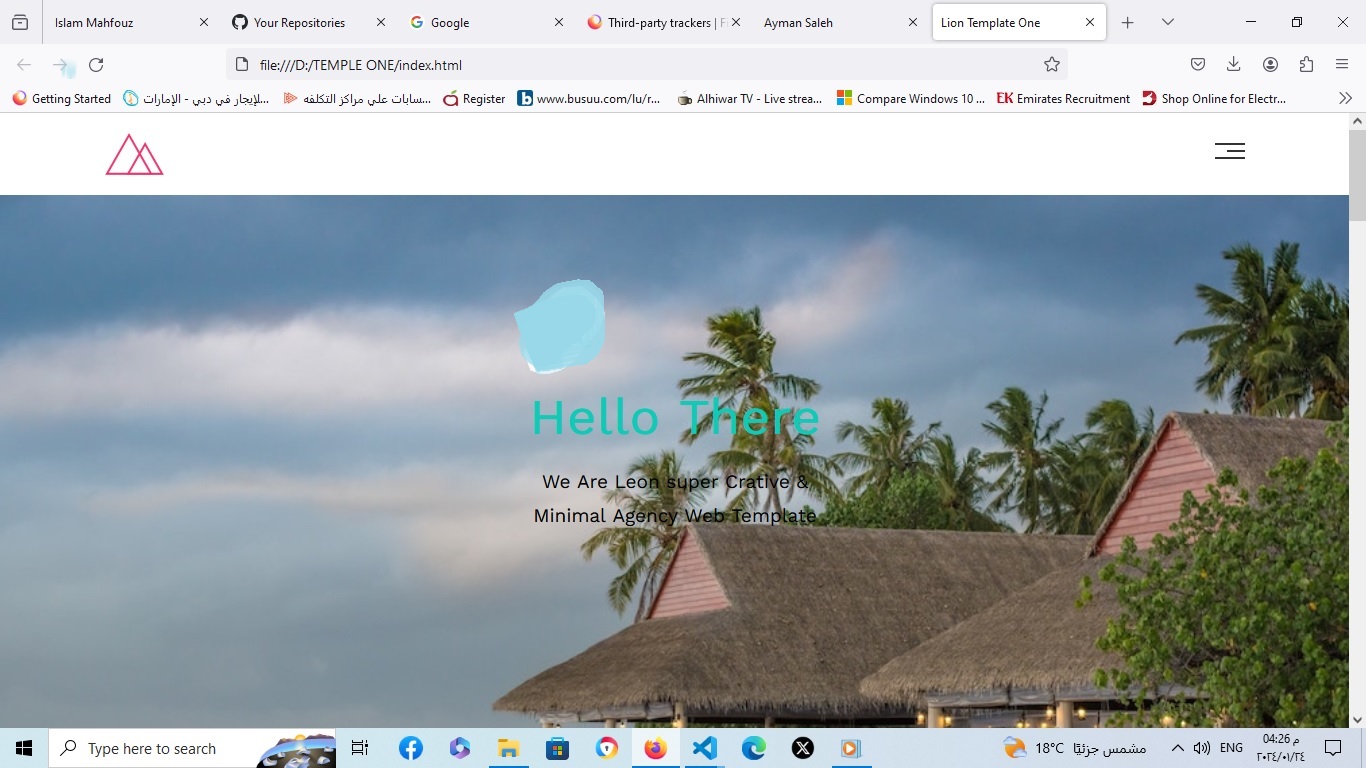 Islam Mahfouz
Your Repositories
Google
Third-party trackers |
Ayman Saleh
Lion Template One
file:///D:/TEMPLE ONE/index.html
Getting Started
للإيجار في دبي - الإمارات...
سابات علي مراكز التكلفه...
Register
www.busuu.com/lu/r...
Alhiwar TV - Live strea...
Compare Windows 10 ...
EK Emirates Recruitment
Shop Online for Electr...
Hello There
We Are Leon super Crative &
Minimal Agency Web Template
Type here to search
18°C مشمس جزئيًا
ENG
04:26 م
٢٠٢٤/٠١/٢٤